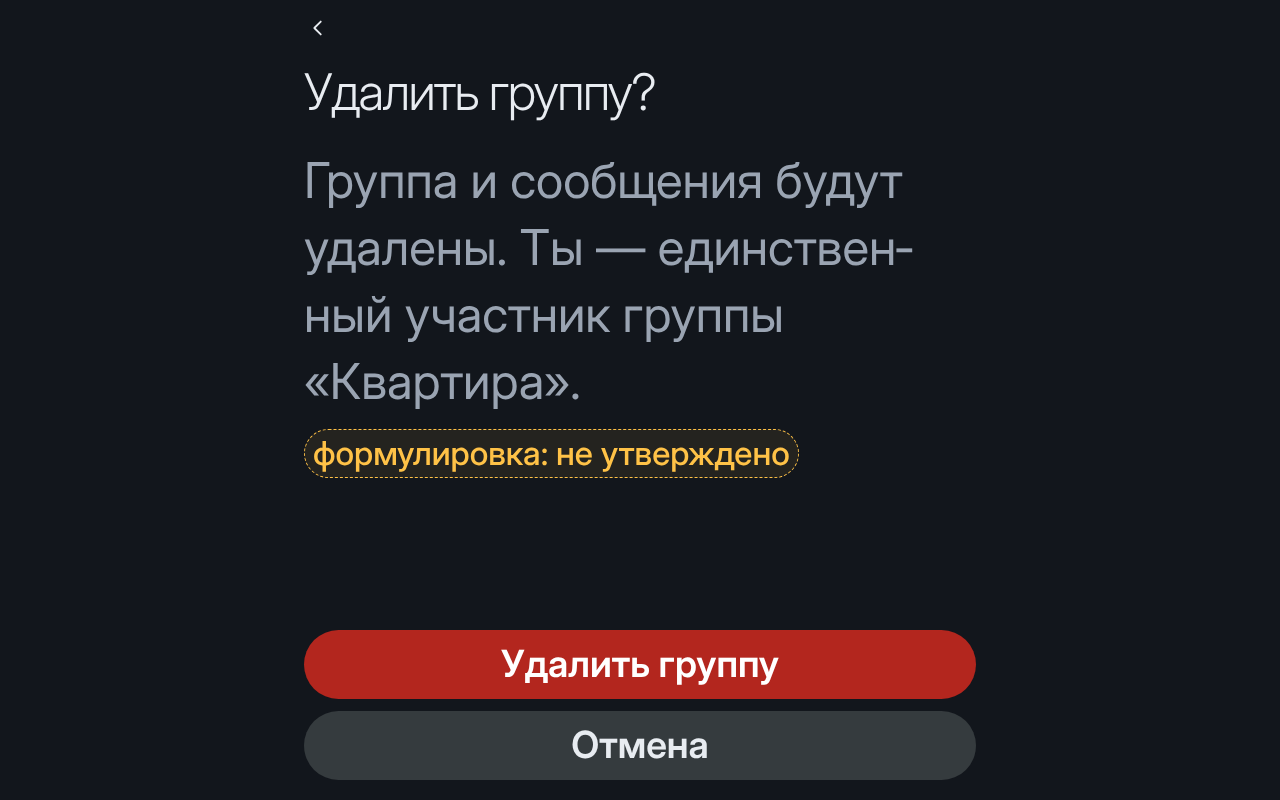 Удалить группу?
Группа и сообщения будут
удалены. Ты — единствен-
ный участник группы
«Квартира».
формулировка: не утверждено
Удалить группу
Отмена